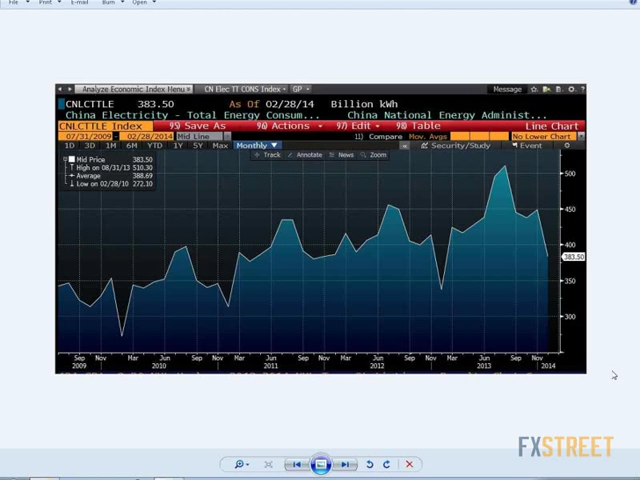 File Print E-mail Burn Open
Analyze Economic Index Menu CN Elec TT CONS Index GP Message
CNLCTTLE 383.50 As Of 02/28/14 Billion kWh
China Electricity - Total Energy Consum... China National Energy Administ...
CNLCTTLE Index 95) Save As 96) Actions 97) Edit 98) Table Line Chart
07/31/2009 - 02/28/2014 Mid Line 11) Compare Mov. Avgs No Lower Chart
1D 3D 1M 6M YTD 1Y 5Y Max Monthly Security/Study Event
Track Annotate News Zoom
Mid Price 383.50
High on 08/31/13 510.30
Average 388.69
Low on 02/28/10 272.10
500
450
400
383.50
350
300
Sep Nov Mar Jun Sep Nov Mar Jun Sep Nov Mar Jun Sep Nov Mar Jun Sep Nov
2009 2010 2011 2012 2013 2014
FXSTREET